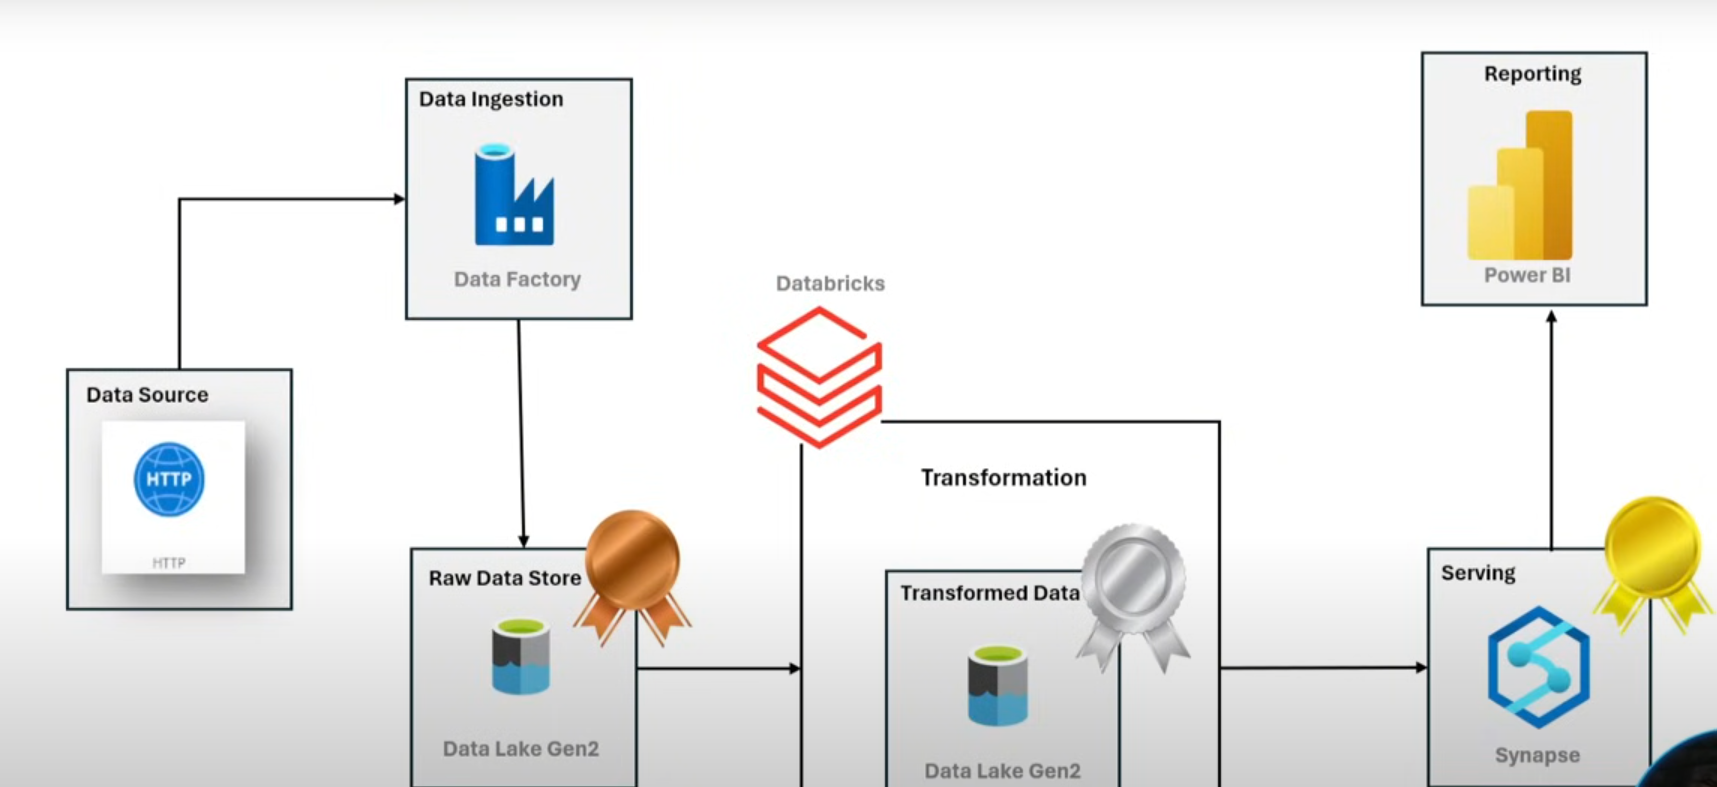 Data Source
HTTP
HTTP
Data Ingestion
Data Factory
Raw Data Store
Data Lake Gen2
Databricks
Transformation
Transformed Data
Data Lake Gen2
Serving
Synapse
Reporting
Power BI